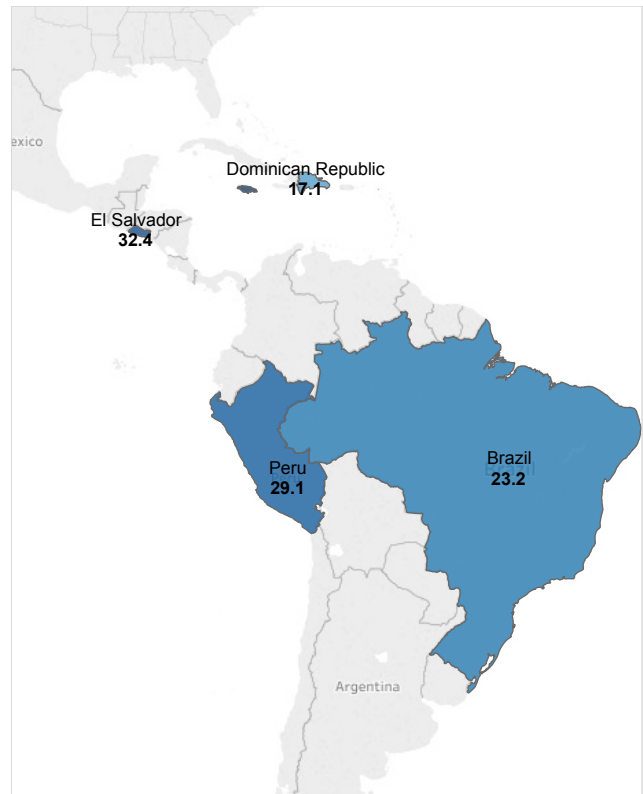 exico
Dominican Republic
17.1
El Salvador
32.4
Peru
29.1
Brazil
23.2
Argentina